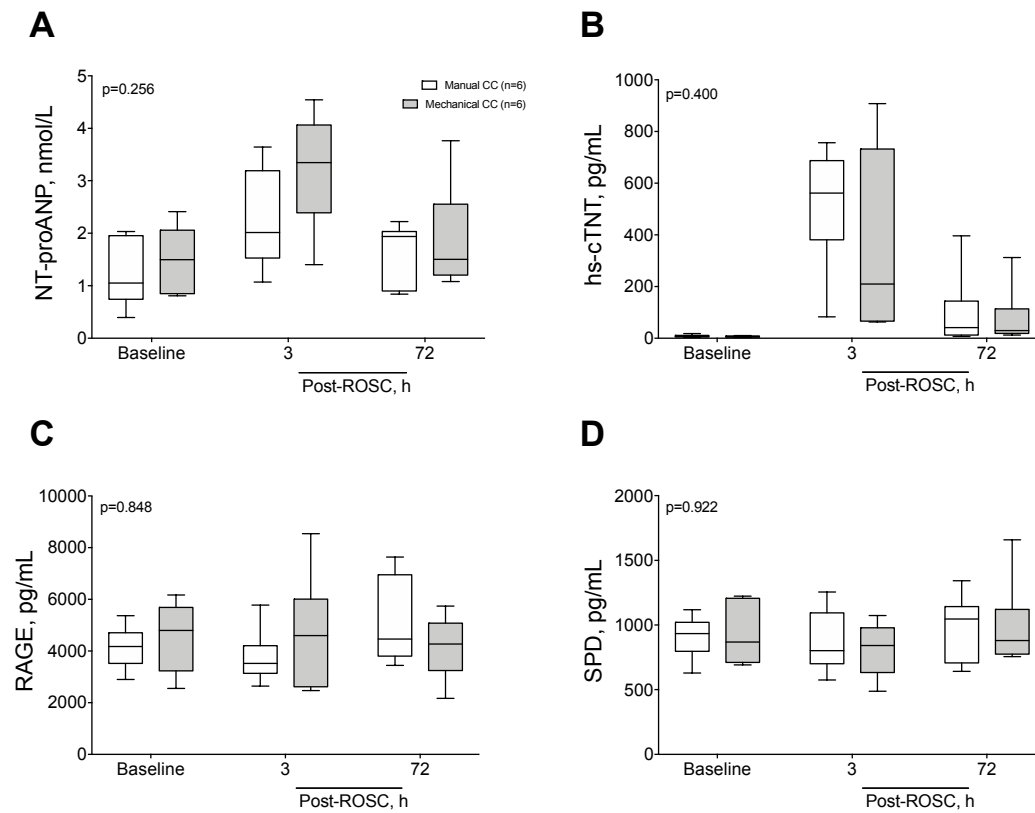 A
NT-proANP, nmol/L
p=0.256
Manual CC (n=6)
Mechanical CC (n=6)
5
4
3
2
1
0
Baseline
3
72
Post-ROSC, h
B
hs-cTNT, pg/mL
p=0.400
1000
800
600
400
200
0
Baseline
3
72
Post-ROSC, h
C
RAGE, pg/mL
p=0.848
10000
8000
6000
4000
2000
0
Baseline
3
72
Post-ROSC, h
D
SPD, pg/mL
p=0.922
2000
1500
1000
500
0
Baseline
3
72
Post-ROSC, h